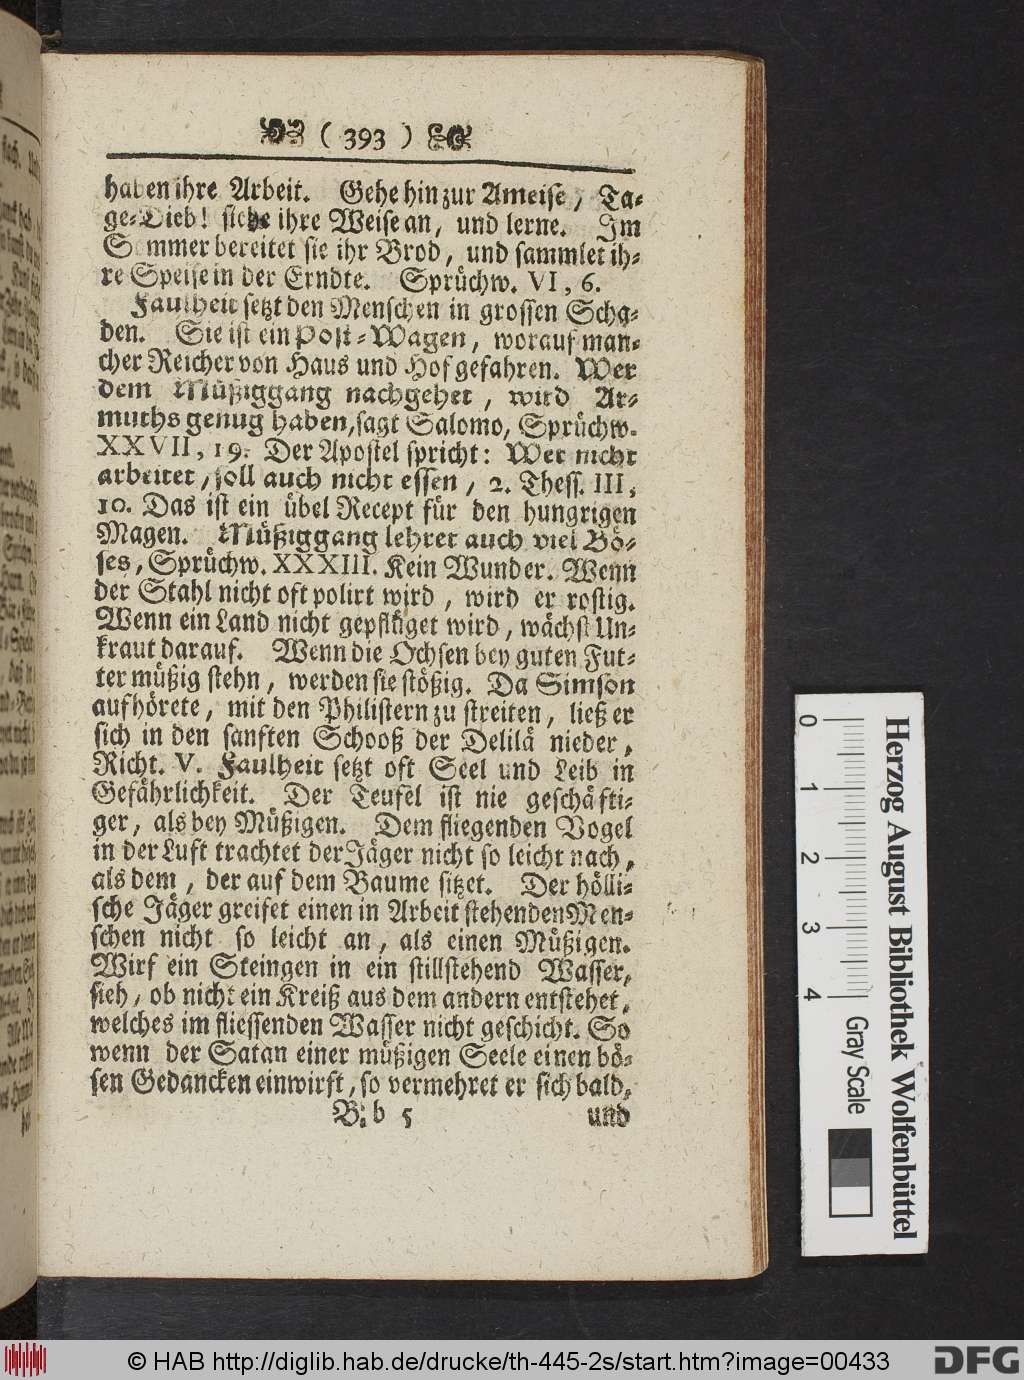 ( 393 )
haben ihre Arbeit. Gehe hin zur Ameise, Ta-
ge-Dieb! siehe ihre Weise an, und lerne. Im
Sommer bereitet sie ihr Brod, und sammlet ih-
re Speise in der Erndte. Sprüchw. VI, 6.
Faulheit setzt den Menschen in grossen Scha-
den. Sie ist ein Post-Wagen, worauf man-
cher Reicher von Haus und Hof gefahren. Wer
dem Müßiggang nachgehet, wird Ar-
muths genug haben, sagt Salomo, Sprüchw.
XXVII, 19. Der Apostel spricht: Wer nicht
arbeitet, soll auch nicht essen, 2. Thess. III,
10. Das ist ein übel Recept für den hungrigen
Magen. Müßiggang lehret auch viel Bö-
ses, Sprüchw. XXXIII. Kein Wunder. Wenn
der Stahl nicht oft polirt wird, wird er rostig.
Wenn ein Land nicht gepflüget wird, wächst Un-
kraut darauf. Wenn die Ochsen bey guten Fut-
ter müßig stehn, werden sie stößig. Da Simson
aufhörete, mit den Philistern zu streiten, ließ er
sich in den sanften Schooß der Delilä nieder,
Richt. V. Faulheit setzt oft Seel und Leib in
Gefährlichkeit. Der Teufel ist nie geschäfti-
ger, als bey Müßigen. Dem fliegenden Vogel
in der Luft trachtet der Jäger nicht so leicht nach,
als dem, der auf dem Baume sitzet. Der hölli-
sche Jäger greifet einen in Arbeit stehenden Men-
schen nicht so leicht an, als einen Müßigen.
Wirf ein Steingen in ein stillstehend Wasser,
sieh, ob nicht ein Kreiß aus dem andern entstehet,
welches im fliessenden Wasser nicht geschicht. So
wenn der Satan einer müßigen Seele einen bö-
sen Gedancken einwirft, so vermehret er sich bald,
B b 5 und
0 1 2 3 4
Gray Scale
Herzog August Bibliothek Wolfenbüttel
© HAB http://diglib.hab.de/drucke/th-445-2s/start.htm?image=00433
DFG